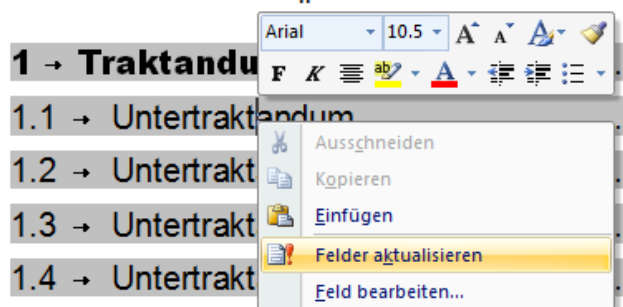 Arial 10.5
1 → Traktandu
F K
1.1 → Untertraktandum
Ausschneiden
1.2 → Untertrakt
Kopieren
Einfügen
1.3 → Untertrakt
Felder aktualisieren
1.4 → Untertrakt
Feld bearbeiten...